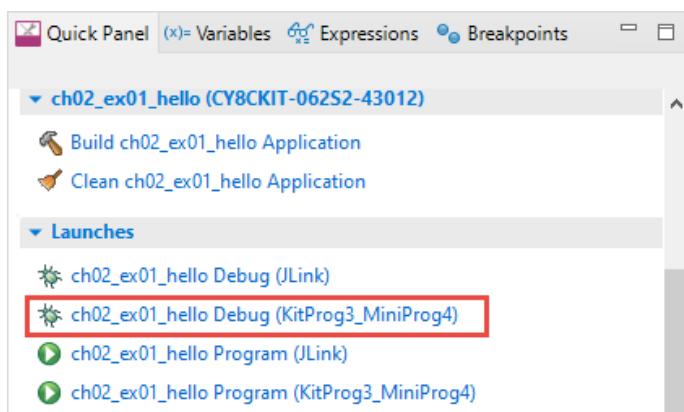 Quick Panel (x)= Variables Expressions Breakpoints
ch02_ex01_hello (CY8CKIT-062S2-43012)
Build ch02_ex01_hello Application
Clean ch02_ex01_hello Application
Launches
ch02_ex01_hello Debug (JLink)
ch02_ex01_hello Debug (KitProg3_MiniProg4)
ch02_ex01_hello Program (JLink)
ch02_ex01_hello Program (KitProg3_MiniProg4)